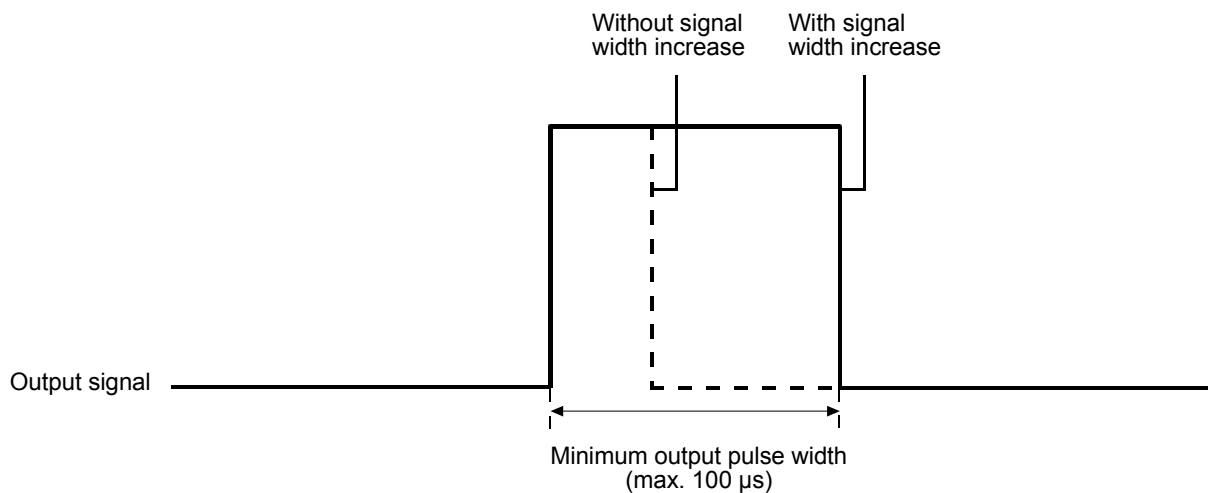 Without signal
width increase
With signal
width increase
Output signal
Minimum output pulse width
(max. 100 µs)